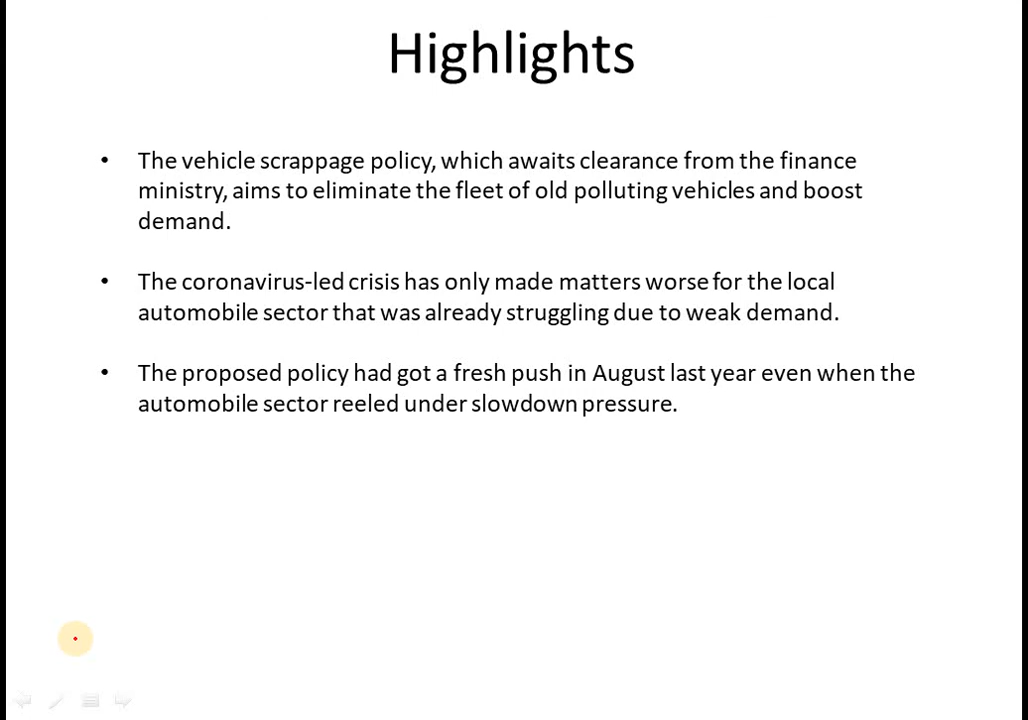 Highlights
• The vehicle scrappage policy, which awaits clearance from the finance
ministry, aims to eliminate the fleet of old polluting vehicles and boost
demand.
• The coronavirus-led crisis has only made matters worse for the local
automobile sector that was already struggling due to weak demand.
• The proposed policy had got a fresh push in August last year even when the
automobile sector reeled under slowdown pressure.